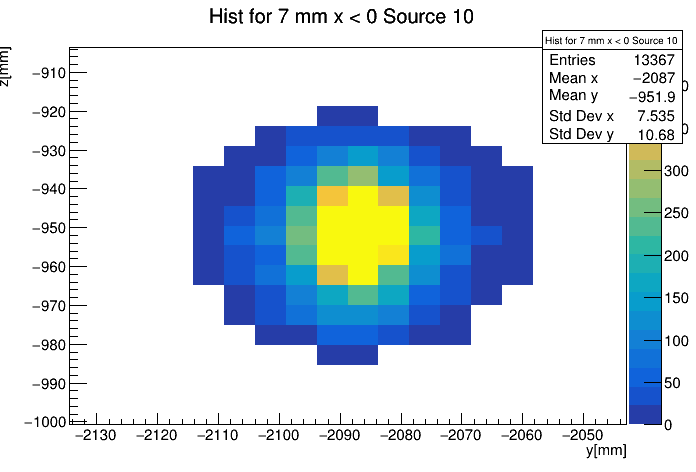 Hist for 7 mm x < 0 Source 10
Hist for 7 mm x < 0 Source 10
Entries 13367
Mean x −2087
Mean y −951.9
Std Dev x 7.535
Std Dev y 10.68
z[mm]
−910
−920
−930
−940
−950
−960
−970
−980
−990
−1000
300
250
200
150
100
50
0
−2130 −2120 −2110 −2100 −2090 −2080 −2070 −2060 −2050
y[mm]